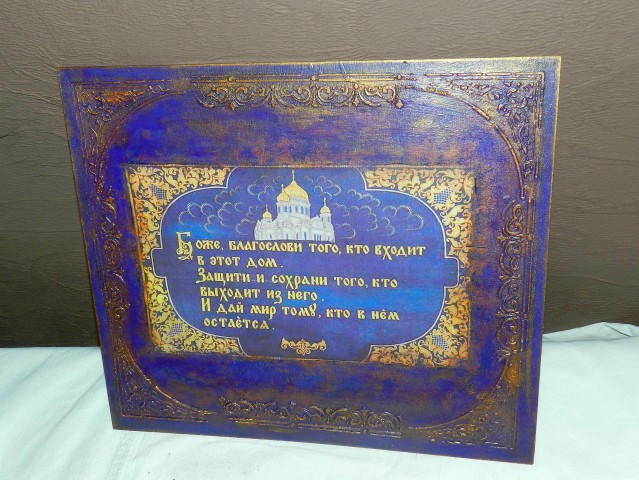 Боже, благослови того, кто входит
в этот дом.
Защити и сохрани того, кто
выходит из него.
И дай мир тому, кто в нём
остаётся.